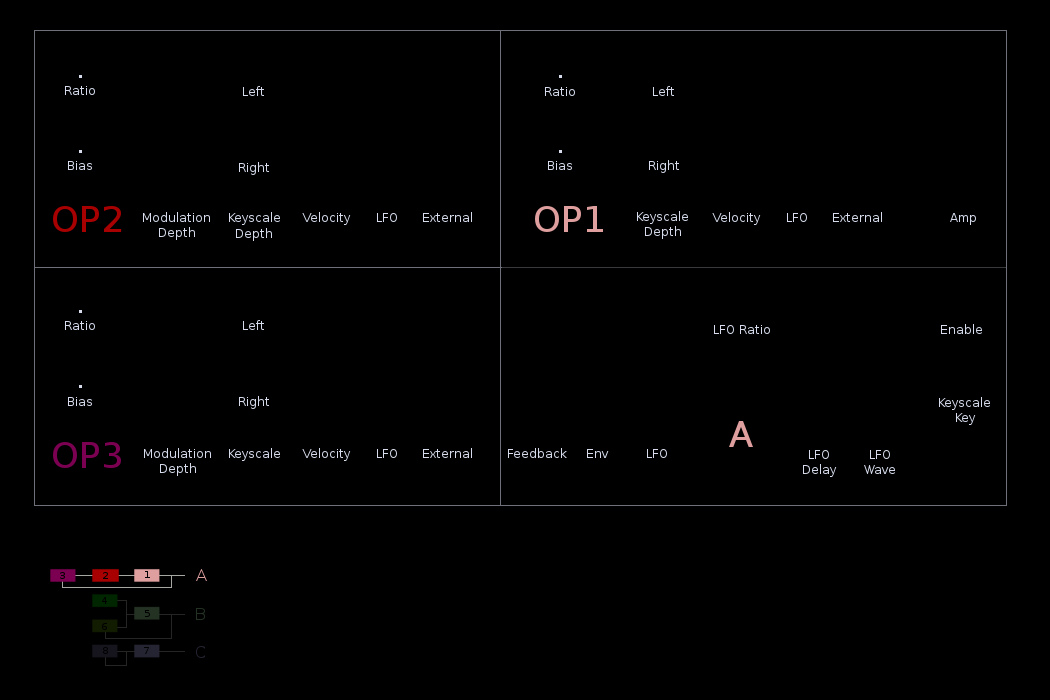 Ratio Left
Bias Right
OP2 Modulation Depth Keyscale Depth Velocity LFO External
Ratio Left
Bias Right
OP1 Keyscale Depth Velocity LFO External Amp
Ratio Left
Bias Right
OP3 Modulation Depth Keyscale Velocity LFO External
LFO Ratio Enable
Keyscale Key
A
Feedback Env LFO LFO Delay LFO Wave
3 2 1 A
4
5 B
6
8 7 C